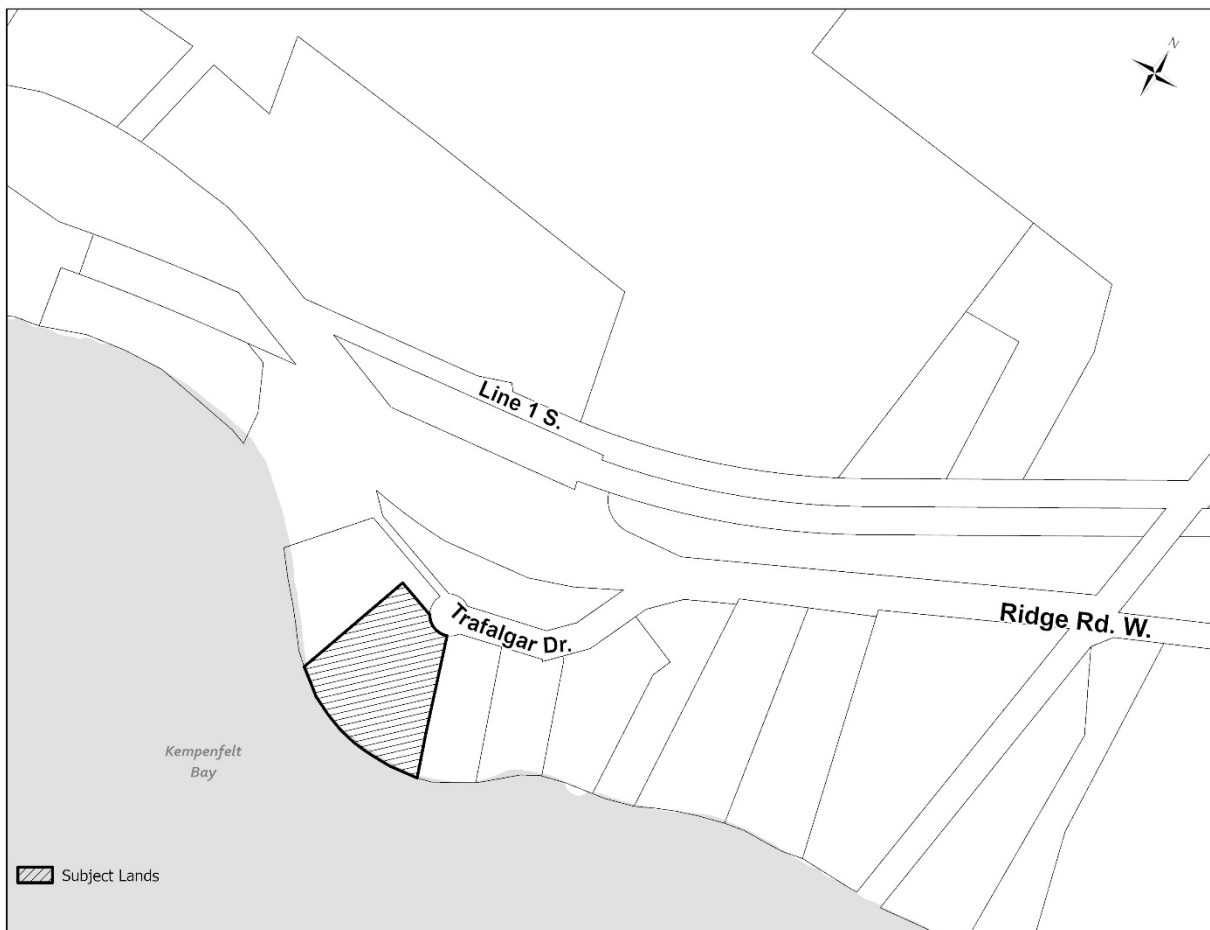 N
Line 1 S.
Trafalgar Dr.
Ridge Rd. W.
Kempenfelt
Bay
Subject Lands